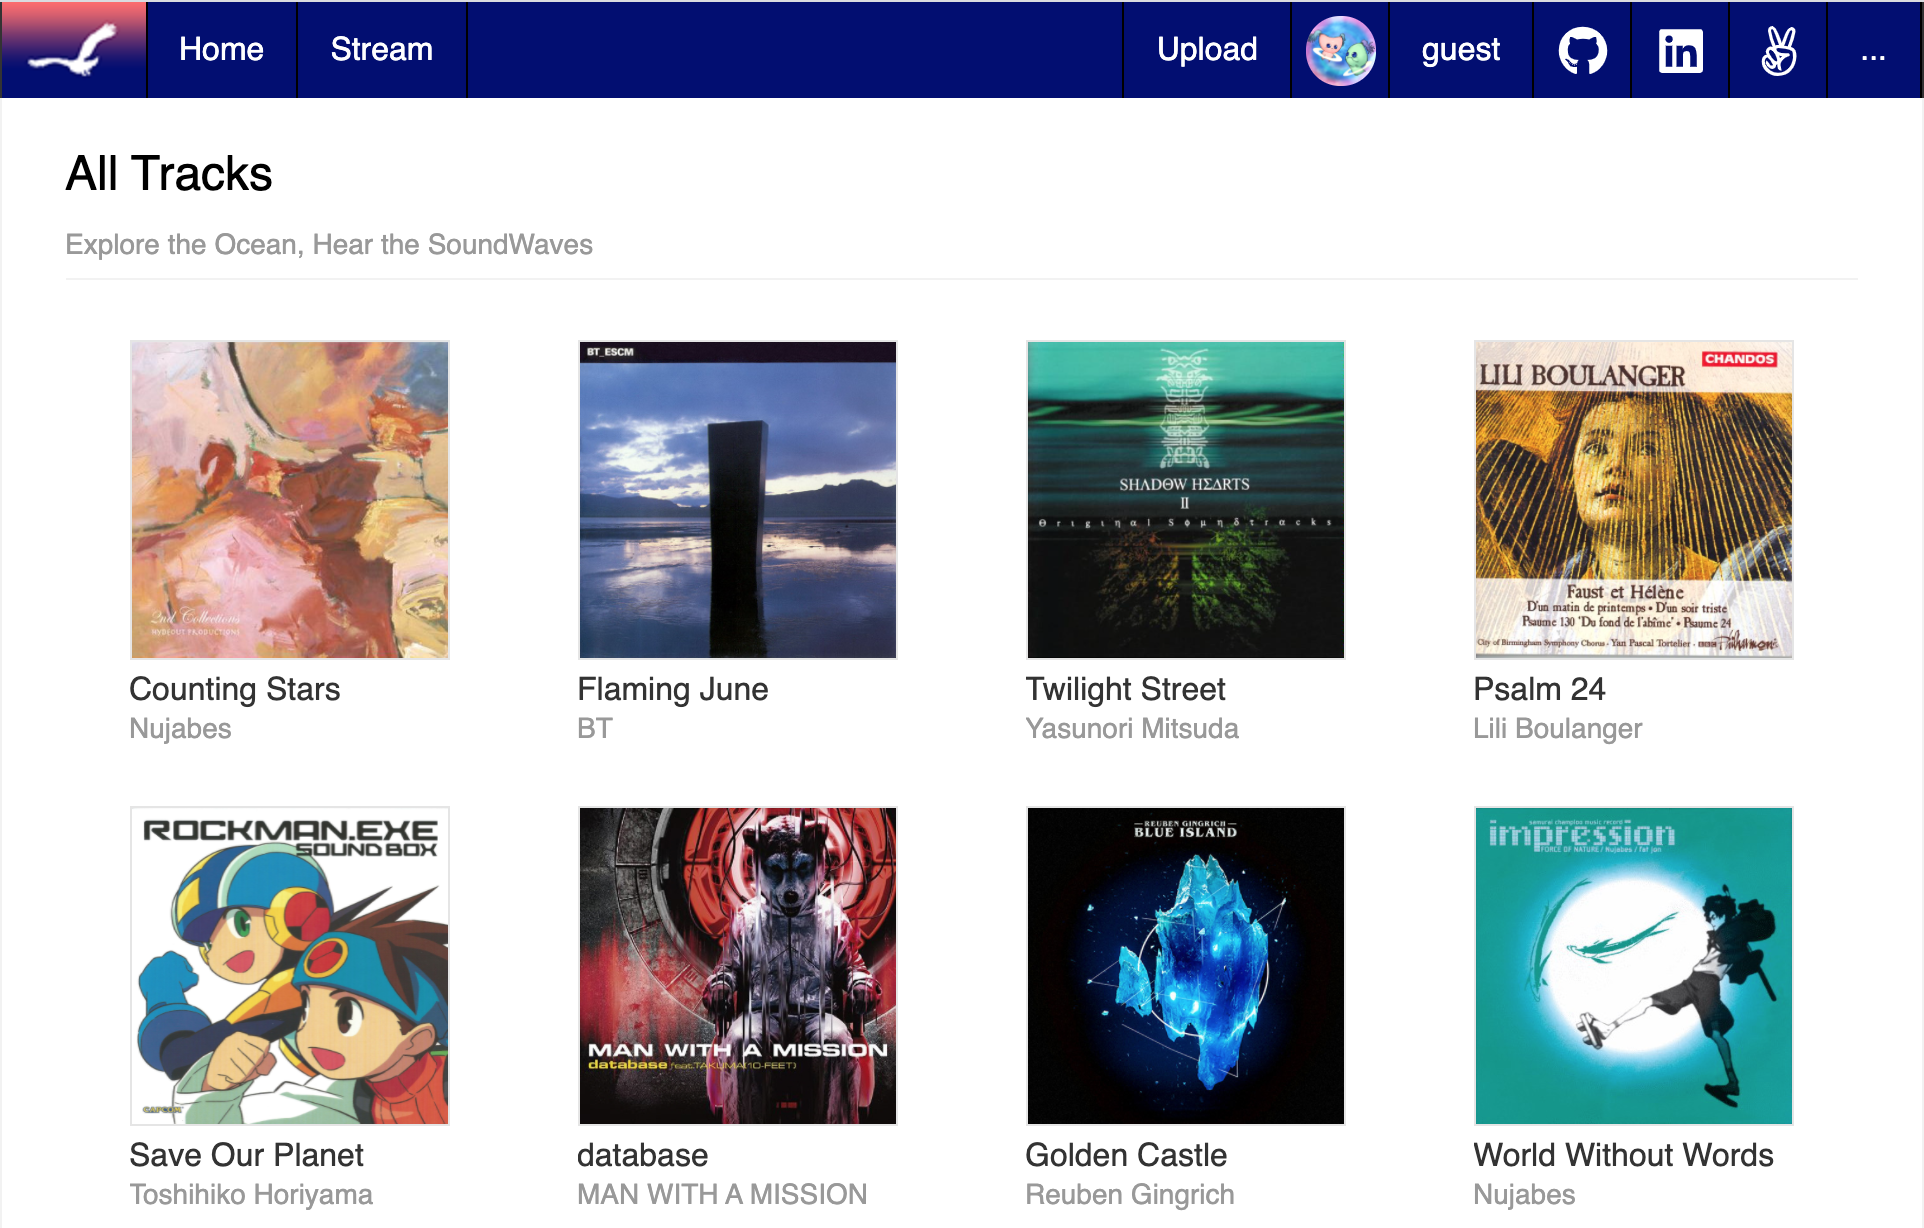 Home
Stream
Upload
guest
...
All Tracks
Explore the Ocean, Hear the SoundWaves
2nd Collections
HYDEOUT PRODUCTIONS
Counting Stars
Nujabes
BT_ESCM
Flaming June
BT
SHADΘW HΣΔRTS
II
Θriginal Sφμηδtracks
Twilight Street
Yasunori Mitsuda
CHANDOS
LILI BOULANGER
Faust et Hélène
D'un matin de printemps • D'un soir triste
Psaume 130 'Du fond de l'abîme' • Psaume 24
City of Birmingham Symphony Chorus - Yan Pascal Tortelier - BBC Philharmonic
Psalm 24
Lili Boulanger
ROCKMAN.EXE
SOUND BOX
CAPCOM
Save Our Planet
Toshihiko Horiyama
MAN WITH A MISSION
database feat.TAKUMA(10-FEET)
database
MAN WITH A MISSION
REUBEN GINGRICH
BLUE ISLAND
Golden Castle
Reuben Gingrich
samurai champloo music record
impression
FORCE OF NATURE / Nujabes / fat jon
World Without Words
Nujabes